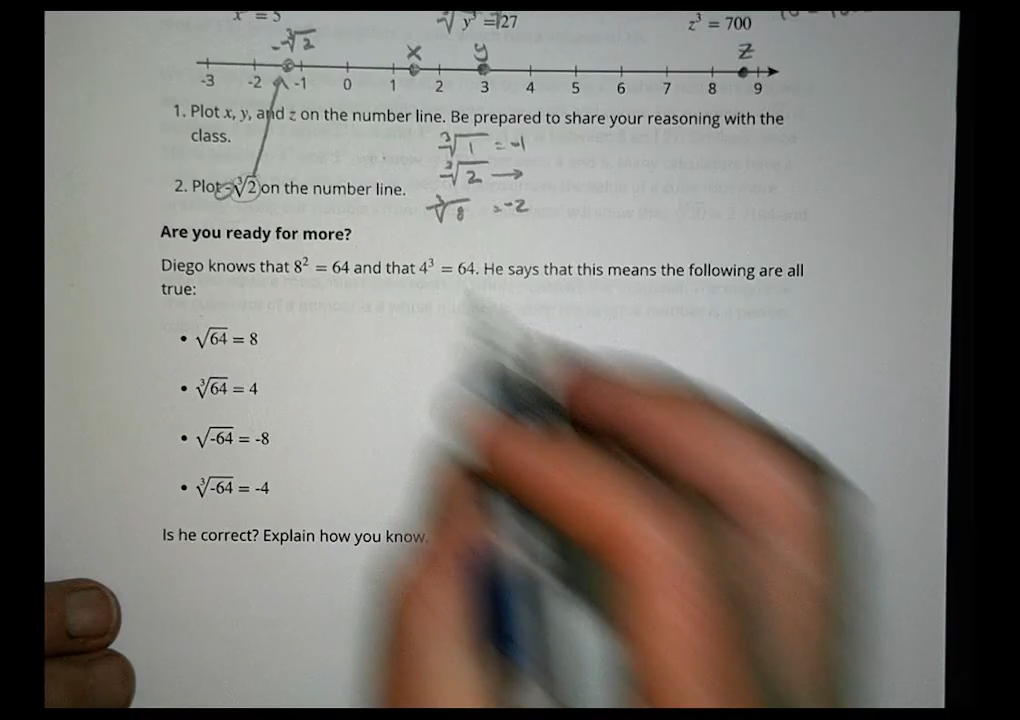 y³ = 27
z³ = 700
-∛2
x y z
-3 -2 -1 0 1 2 3 4 5 6 7 8 9
1. Plot x, y, and z on the number line. Be prepared to share your reasoning with the
class.
-∛1 = -1
-∛2 →
2. Plot -∛2 on the number line.
-∛8 = -2
Are you ready for more?
Diego knows that 8² = 64 and that 4³ = 64. He says that this means the following are all
true:
• √64 = 8
• ∛64 = 4
• √-64 = -8
• ∛-64 = -4
Is he correct? Explain how you know.